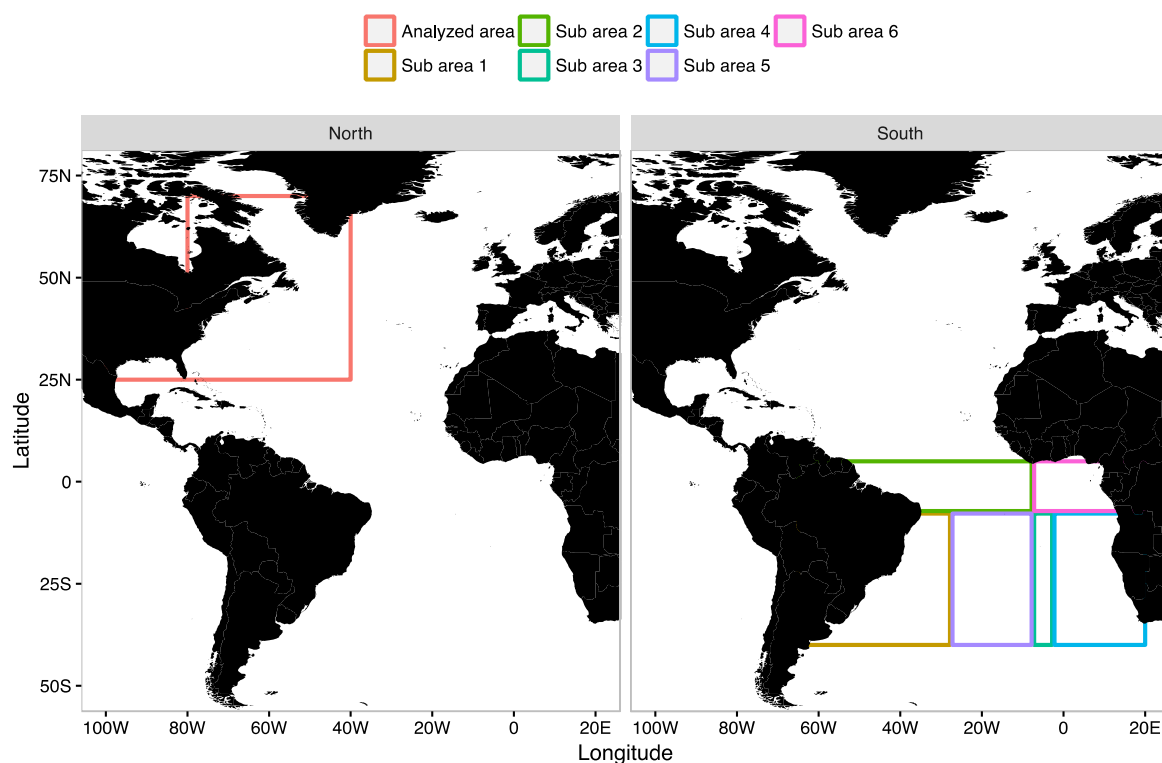 Analyzed area Sub area 2 Sub area 4 Sub area 6
Sub area 1 Sub area 3 Sub area 5
North South
75N
50N
25N
0
25S
50S
Latitude
100W 80W 60W 40W 20W 0 20E 100W 80W 60W 40W 20W 0 20E
Longitude